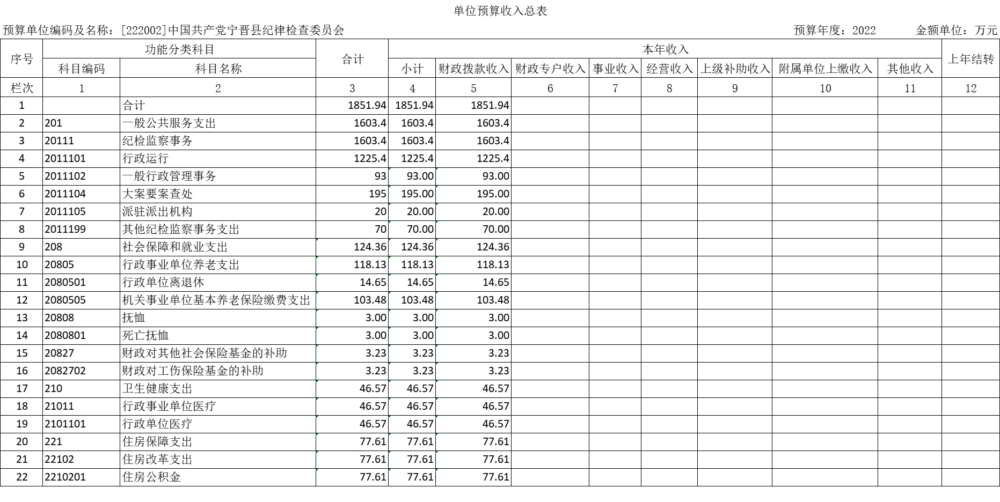 单位预算收入总表
预算单位编码及名称：[222002]中国共产党宁晋县纪律检查委员会 预算年度：2022 金额单位：万元
序号 功能分类科目 合计 本年收入 上年结转
科目编码 科目名称 小计 财政拨款收入 财政专户收入 事业收入 经营收入 上级补助收入 附属单位上缴收入 其他收入
栏次 1 2 3 4 5 6 7 8 9 10 11 12
1 合计 1851.94 1851.94 1851.94
2 201 一般公共服务支出 1603.4 1603.4 1603.4
3 20111 纪检监察事务 1603.4 1603.4 1603.4
4 2011101 行政运行 1225.4 1225.4 1225.4
5 2011102 一般行政管理事务 93 93.00 93.00
6 2011104 大案要案查处 195 195.00 195.00
7 2011105 派驻派出机构 20 20.00 20.00
8 2011199 其他纪检监察事务支出 70 70.00 70.00
9 208 社会保障和就业支出 124.36 124.36 124.36
10 20805 行政事业单位养老支出 118.13 118.13 118.13
11 2080501 行政单位离退休 14.65 14.65 14.65
12 2080505 机关事业单位基本养老保险缴费支出 103.48 103.48 103.48
13 20808 抚恤 3.00 3.00 3.00
14 2080801 死亡抚恤 3.00 3.00 3.00
15 20827 财政对其他社会保险基金的补助 3.23 3.23 3.23
16 2082702 财政对工伤保险基金的补助 3.23 3.23 3.23
17 210 卫生健康支出 46.57 46.57 46.57
18 21011 行政事业单位医疗 46.57 46.57 46.57
19 2101101 行政单位医疗 46.57 46.57 46.57
20 221 住房保障支出 77.61 77.61 77.61
21 22102 住房改革支出 77.61 77.61 77.61
22 2210201 住房公积金 77.61 77.61 77.61